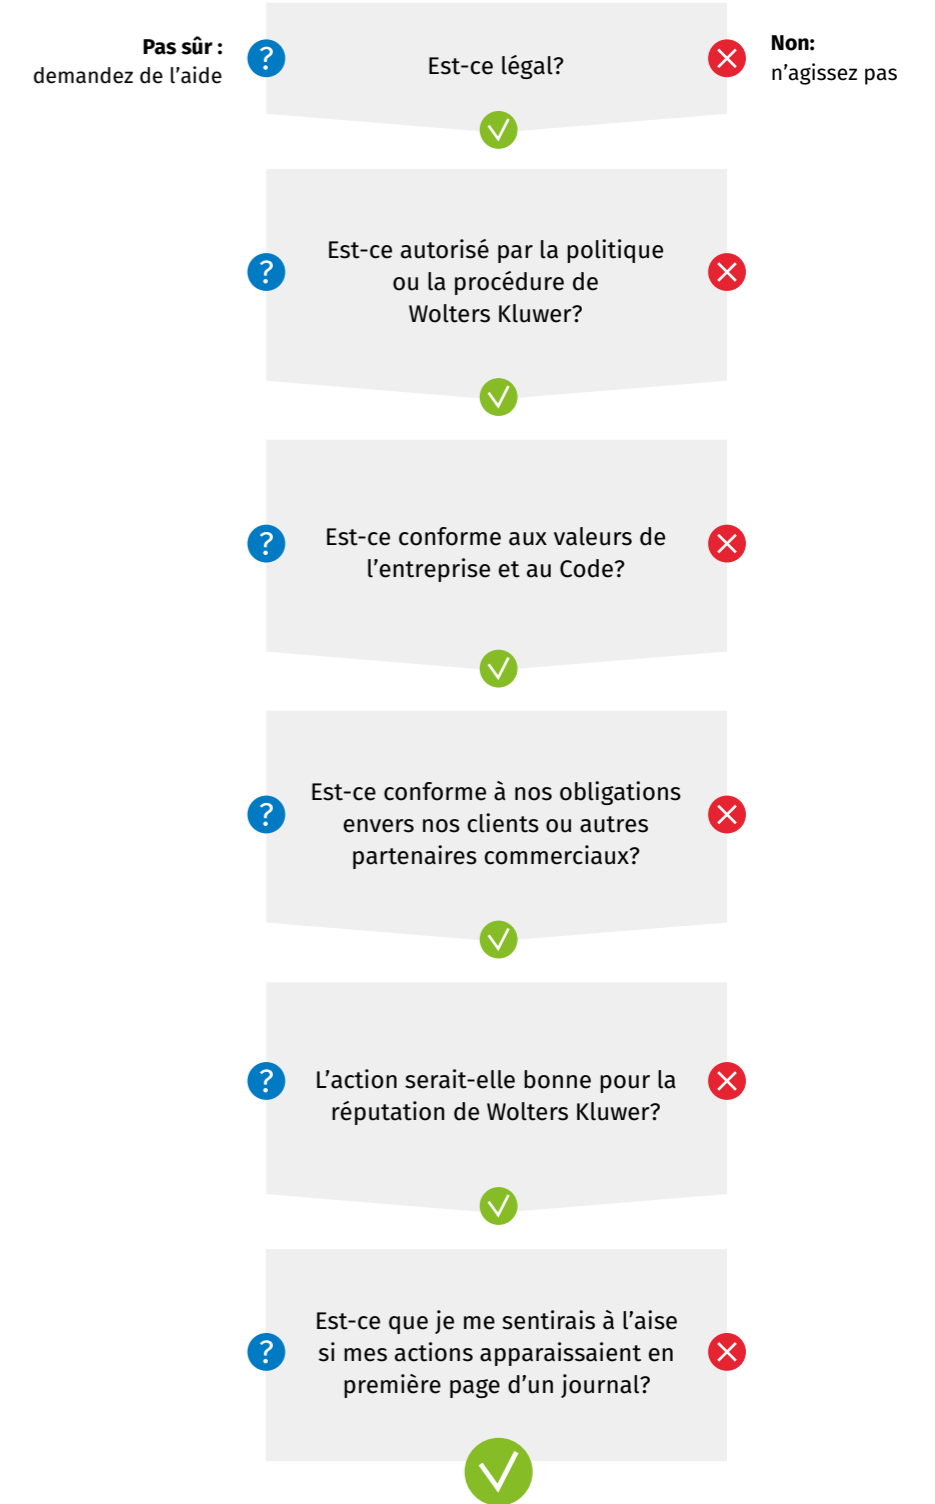 Pas sûr :
demandez de l’aide
Est-ce légal?
Non:
n’agissez pas
Est-ce autorisé par la politique
ou la procédure de
Wolters Kluwer?
Est-ce conforme aux valeurs de
l’entreprise et au Code?
Est-ce conforme à nos obligations
envers nos clients ou autres
partenaires commerciaux?
L’action serait-elle bonne pour la
réputation de Wolters Kluwer?
Est-ce que je me sentirais à l’aise
si mes actions apparaissaient en
première page d’un journal?